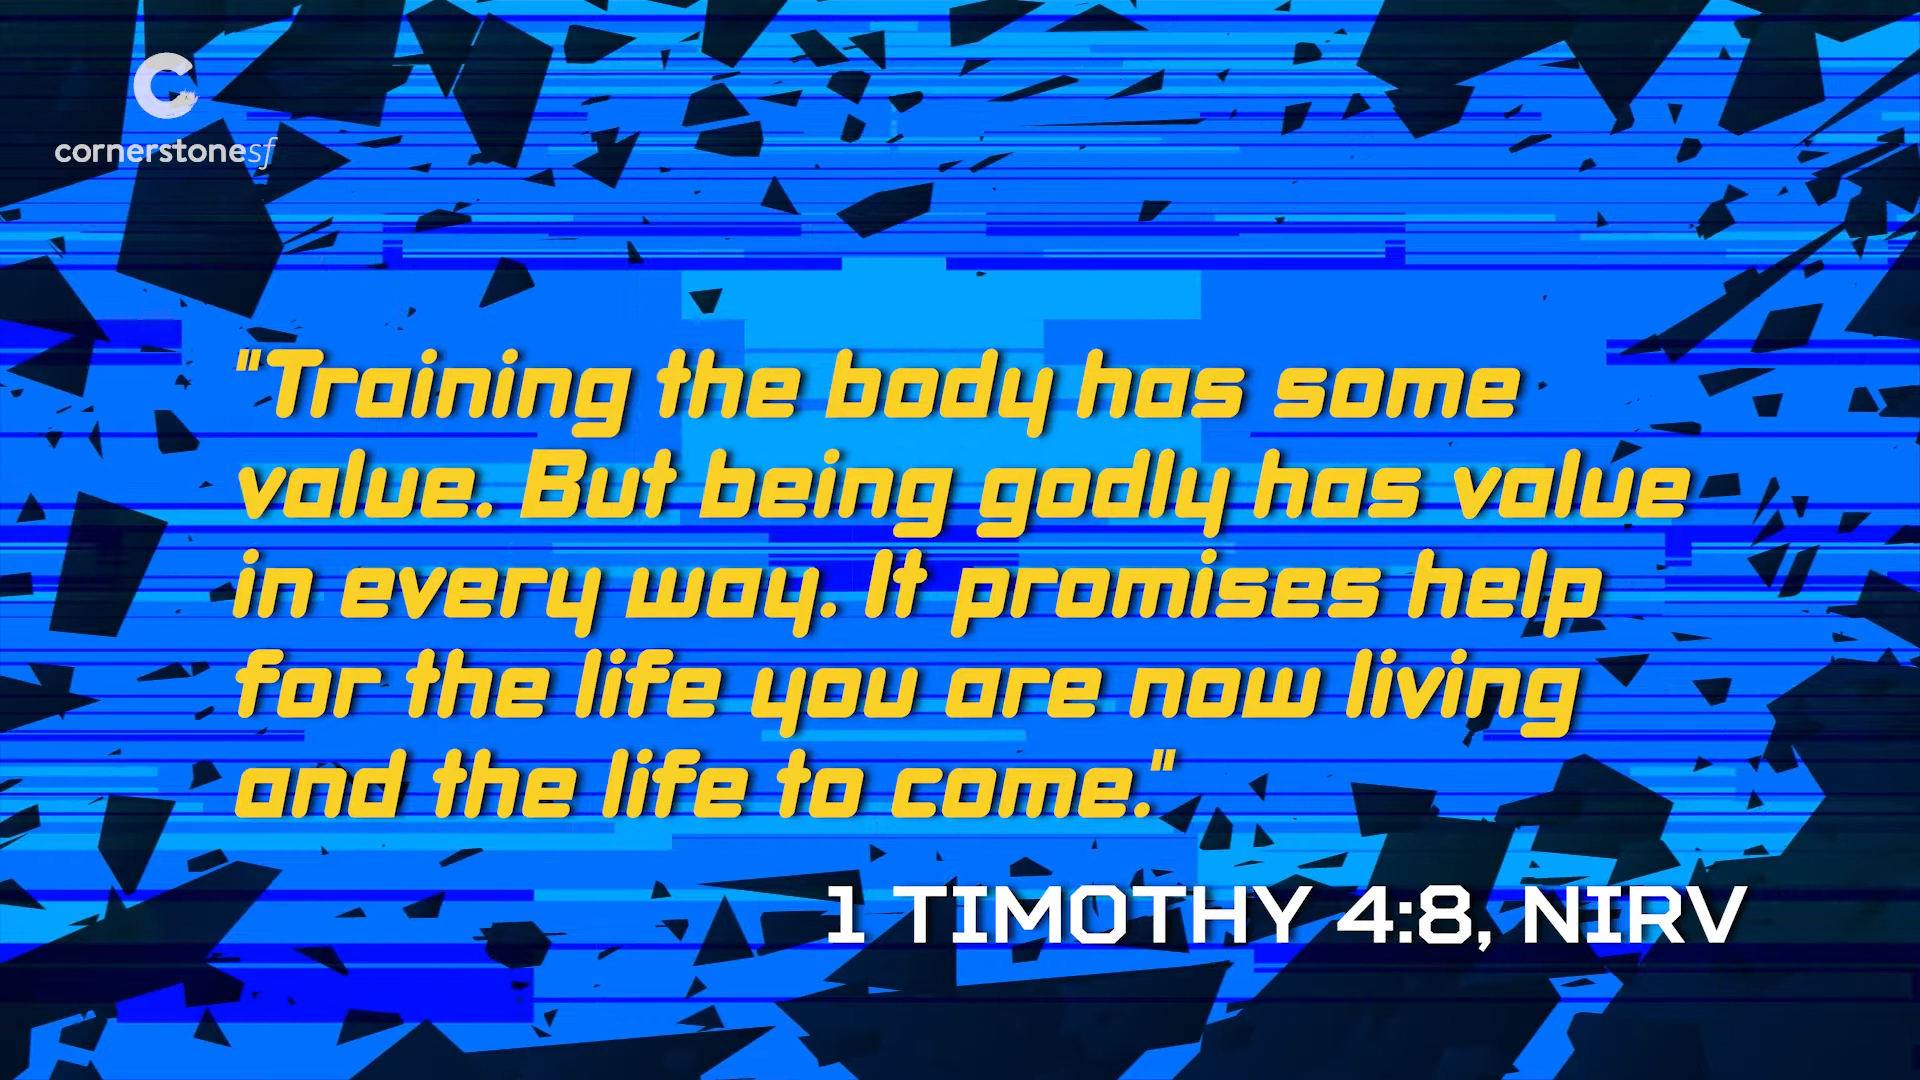 cornerstonesf
"Training the body has some
value. But being godly has value
in every way. It promises help
for the life you are now living
and the life to come."
1 TIMOTHY 4:8, NIRV